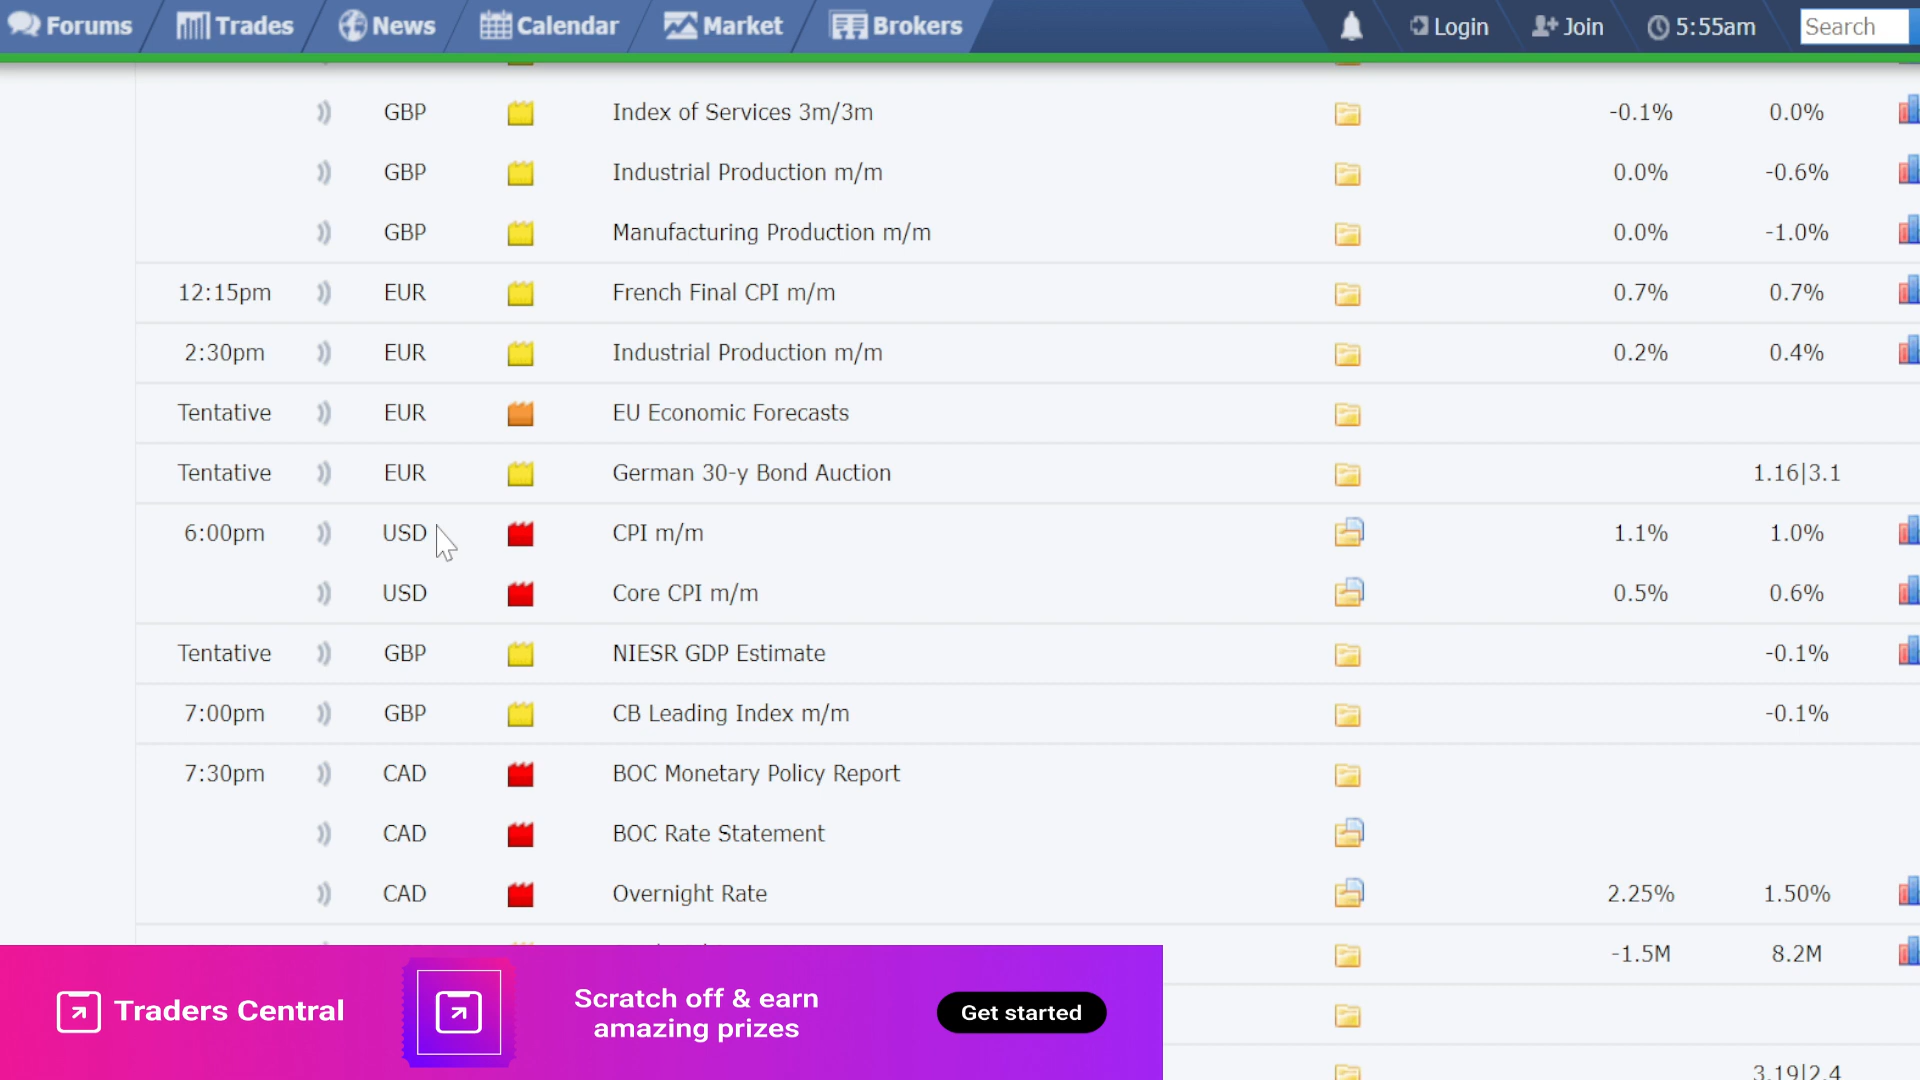 Forums Trades News Calendar Market Brokers Login Join 5:55am Search
GBP Index of Services 3m/3m -0.1% 0.0%
GBP Industrial Production m/m 0.0% -0.6%
GBP Manufacturing Production m/m 0.0% -1.0%
12:15pm EUR French Final CPI m/m 0.7% 0.7%
2:30pm EUR Industrial Production m/m 0.2% 0.4%
Tentative EUR EU Economic Forecasts
Tentative EUR German 30-y Bond Auction 1.16|3.1
6:00pm USD CPI m/m 1.1% 1.0%
USD Core CPI m/m 0.5% 0.6%
Tentative GBP NIESR GDP Estimate -0.1%
7:00pm GBP CB Leading Index m/m -0.1%
7:30pm CAD BOC Monetary Policy Report
CAD BOC Rate Statement
CAD Overnight Rate 2.25% 1.50%
-1.5M 8.2M
Traders Central
Scratch off & earn
amazing prizes
Get started
3.19|2.4